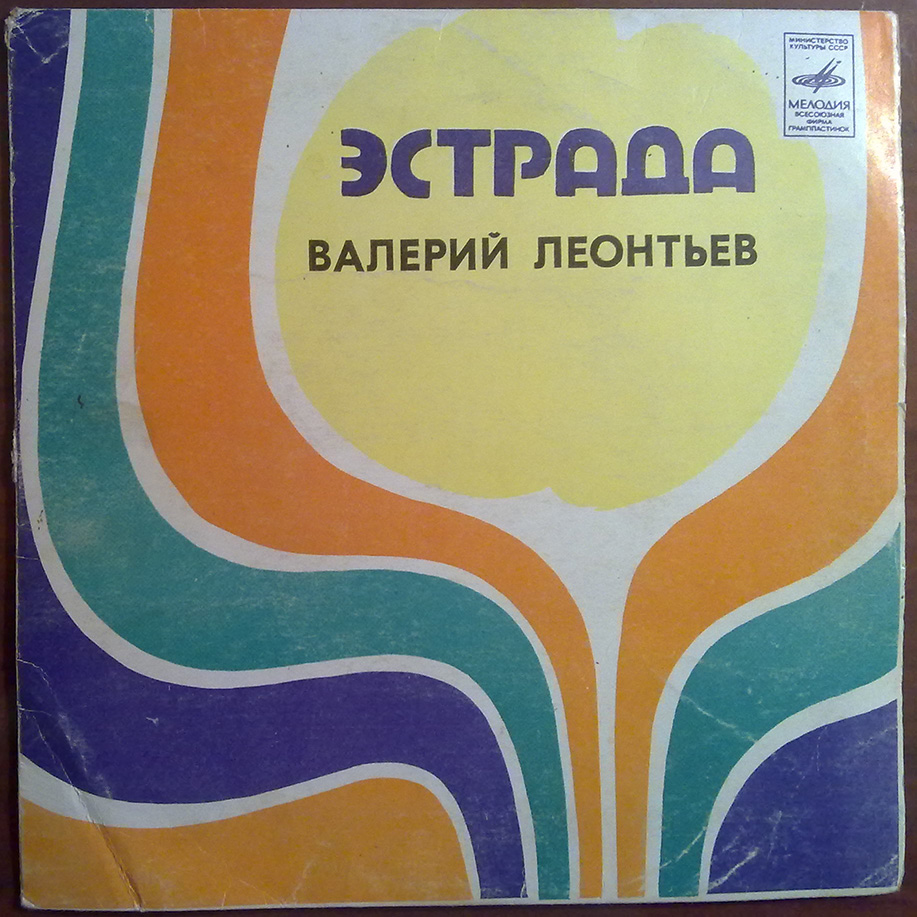 МИНИСТЕРСТВО
КУЛЬТУРЫ СССР
МЕЛОДИЯ
ВСЕСОЮЗНАЯ
ФИРМА
ГРАМПЛАСТИНОК
ЭСТРАДА
ВАЛЕРИЙ ЛЕОНТЬЕВ